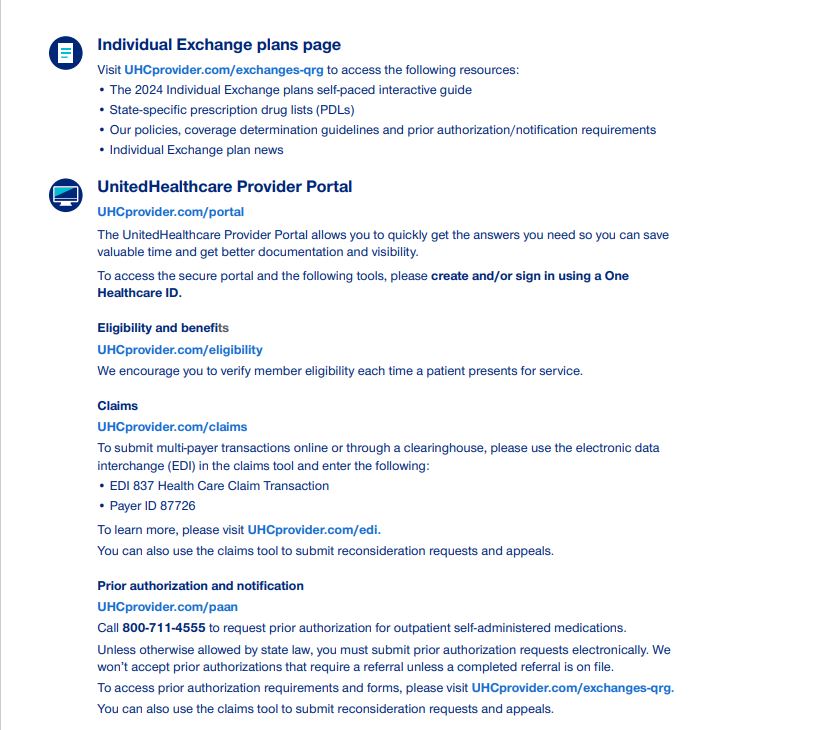 Individual Exchange plans page
Visit UHCprovider.com/exchanges-qrg to access the following resources:
• The 2024 Individual Exchange plans self-paced interactive guide
• State-specific prescription drug lists (PDLs)
• Our policies, coverage determination guidelines and prior authorization/notification requirements
• Individual Exchange plan news
UnitedHealthcare Provider Portal
UHCprovider.com/portal
The UnitedHealthcare Provider Portal allows you to quickly get the answers you need so you can save
valuable time and get better documentation and visibility.
To access the secure portal and the following tools, please create and/or sign in using a One
Healthcare ID.
Eligibility and benefits
UHCprovider.com/eligibility
We encourage you to verify member eligibility each time a patient presents for service.
Claims
UHCprovider.com/claims
To submit multi-payer transactions online or through a clearinghouse, please use the electronic data
interchange (EDI) in the claims tool and enter the following:
• EDI 837 Health Care Claim Transaction
• Payer ID 87726
To learn more, please visit UHCprovider.com/edi.
You can also use the claims tool to submit reconsideration requests and appeals.
Prior authorization and notification
UHCprovider.com/paan
Call 800-711-4555 to request prior authorization for outpatient self-administered medications.
Unless otherwise allowed by state law, you must submit prior authorization requests electronically. We
won’t accept prior authorizations that require a referral unless a completed referral is on file.
To access prior authorization requirements and forms, please visit UHCprovider.com/exchanges-qrg.
You can also use the claims tool to submit reconsideration requests and appeals.